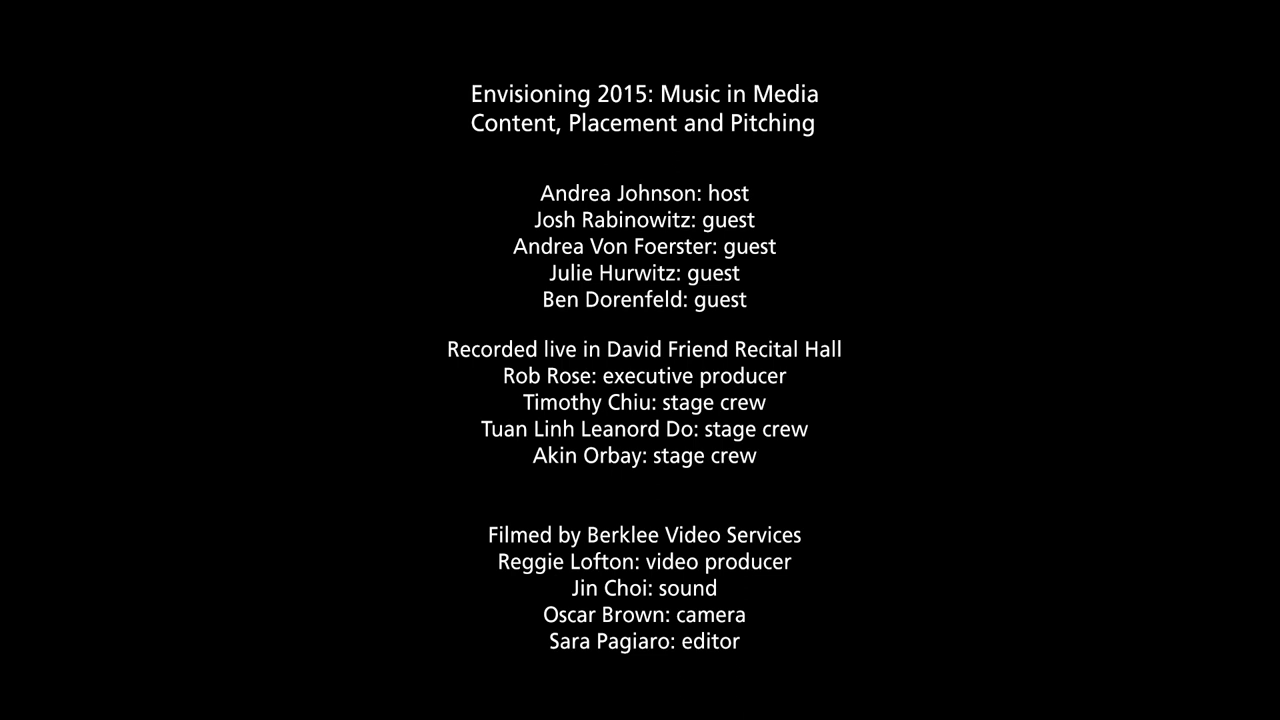 Envisioning 2015: Music in Media
Content, Placement and Pitching
Andrea Johnson: host
Josh Rabinowitz: guest
Andrea Von Foerster: guest
Julie Hurwitz: guest
Ben Dorenfeld: guest
Recorded live in David Friend Recital Hall
Rob Rose: executive producer
Timothy Chiu: stage crew
Tuan Linh Leanord Do: stage crew
Akin Orbay: stage crew
Filmed by Berklee Video Services
Reggie Lofton: video producer
Jin Choi: sound
Oscar Brown: camera
Sara Pagiaro: editor